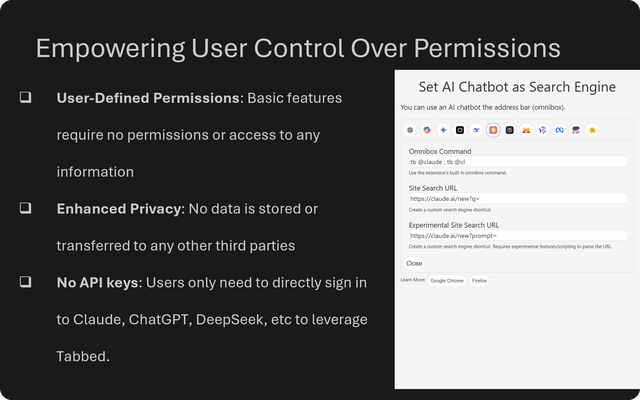 Empowering User Control Over Permissions
❑ User-Defined Permissions: Basic features
require no permissions or access to any
information
❑ Enhanced Privacy: No data is stored or
transferred to any other third parties
❑ No API keys: Users only need to directly sign in
to Claude, ChatGPT, DeepSeek, etc to leverage
Tabbed.
Set AI Chatbot as Search Engine
You can use an AI chatbot the address bar (omnibox).
Omnibox Command
tb @claude ; tb @cl
Use the extension's built in omnibox command.
Site Search URL
https://claude.ai/new?q=
Create a custom search engine shortcut.
Experimental Site Search URL
https://claude.ai/new?prompt=
Create a custom search engine shortcut. Requires experimental features/scripting to parse the URL.
Close
Learn More: Google Chrome Firefox